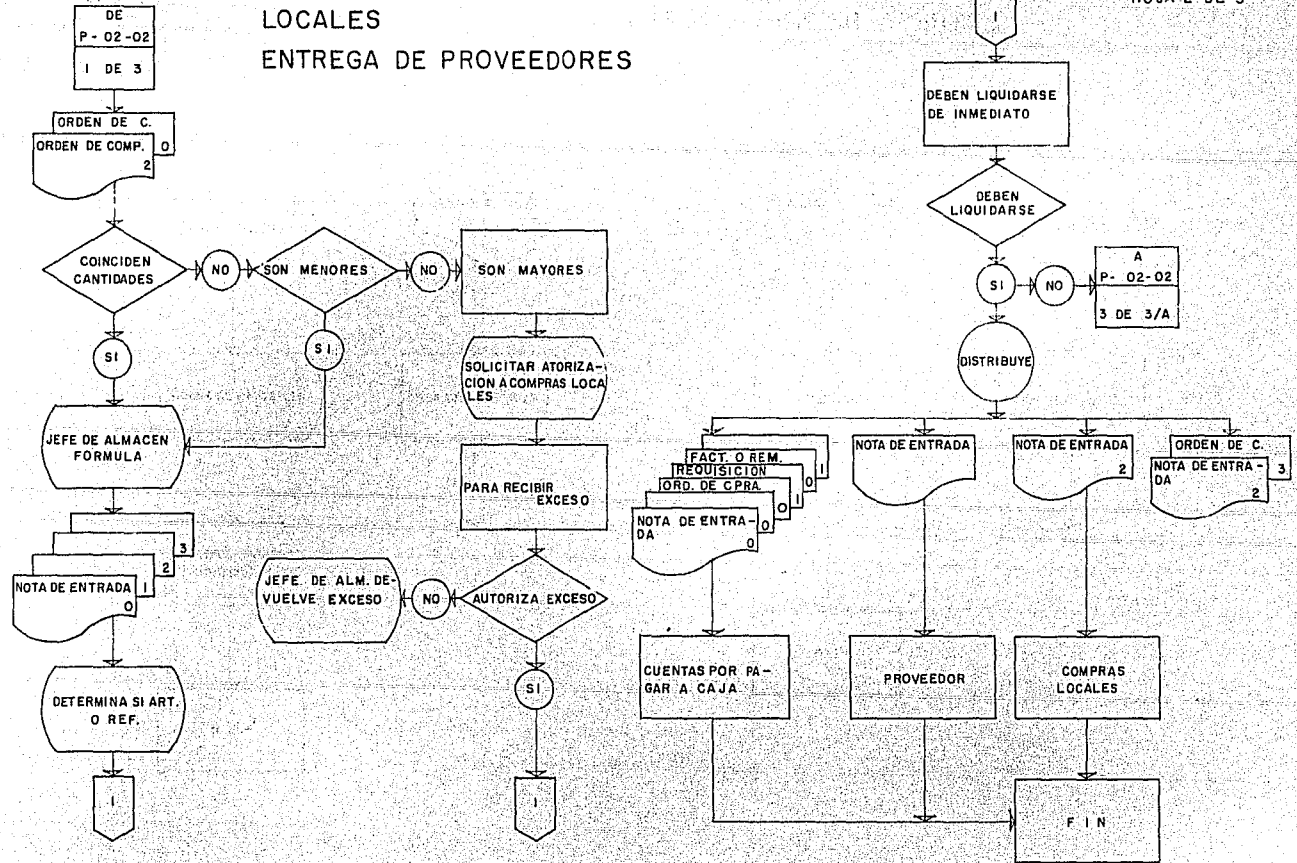 LOCALES
ENTREGA DE PROVEEDORES
DE
P-02-02
1 DE 3
ORDEN DE C.
0
ORDEN DE COMP.
2
COINCIDEN
CANTIDADES
NO
SON MENORES
NO
SON MAYORES
SI
SI
SOLICITAR ATORIZA-
CION A COMPRAS LOCA
LES
JEFE DE ALMACEN
FORMULA
PARA RECIBIR
EXCESO
3
2
1
NOTA DE ENTRADA
0
JEFE. DE ALM. DE-
VUELVE EXCESO
NO
AUTORIZA EXCESO
DETERMINA SI ART.
O REF.
SI
1
1
1
DEBEN LIQUIDARSE
DE INMEDIATO
DEBEN
LIQUIDARSE
SI
NO
A
P- 02-02
3 DE 3/A
DISTRIBUYE
1
FACT. O REM.
0
REQUISICION
1
ORD. DE CPRA.
0
0
NOTA DE ENTRA-
DA
0
NOTA DE ENTRADA
NOTA DE ENTRADA
2
ORDEN DE C.
3
NOTA DE ENTRA-
DA
2
CUENTAS POR PA-
GAR A CAJA
PROVEEDOR
COMPRAS
LOCALES
FIN